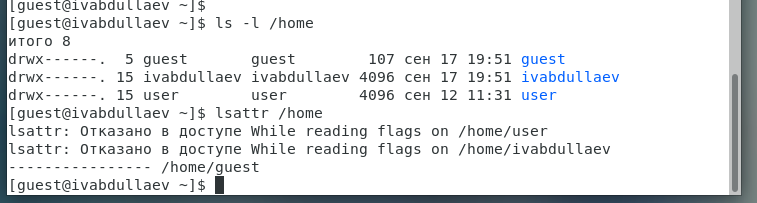 [guest@ivabdullaev ~]$
[guest@ivabdullaev ~]$ ls -l /home
итого 8
drwx------.  5 guest       guest        107 сен 17 19:51 guest
drwx------. 15 ivabdullaev ivabdullaev 4096 сен 17 19:51 ivabdullaev
drwx------. 15 user        user        4096 сен 12 11:31 user
[guest@ivabdullaev ~]$ lsattr /home
lsattr: Отказано в доступе While reading flags on /home/user
lsattr: Отказано в доступе While reading flags on /home/ivabdullaev
---------------- /home/guest
[guest@ivabdullaev ~]$